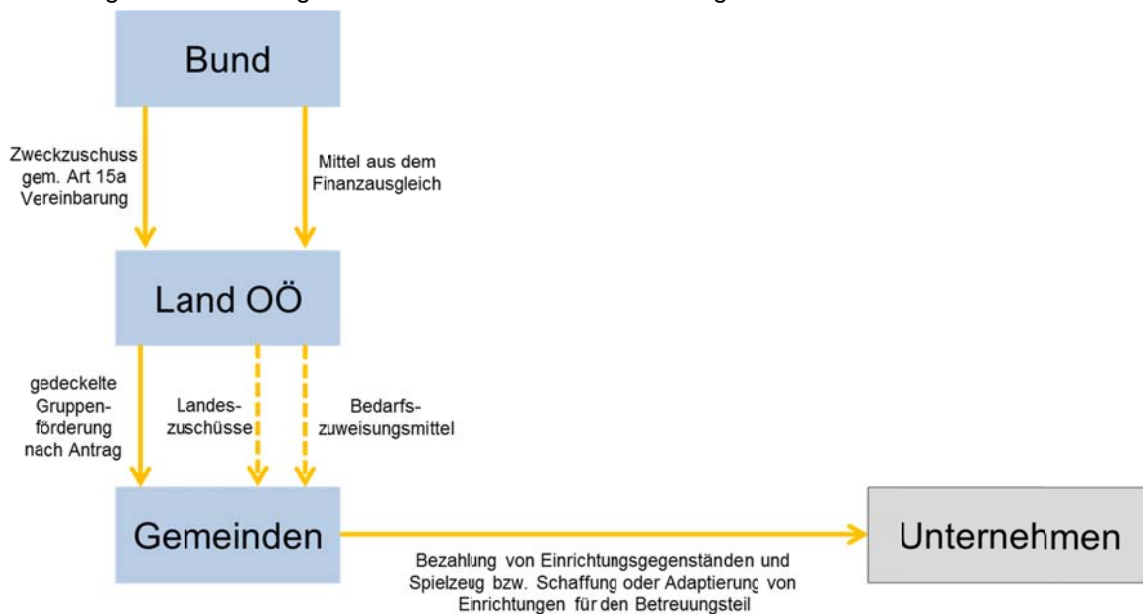 Bund
Zweckzuschuss
gem. Art 15a
Vereinbarung
Mittel aus dem
Finanzausgleich
Land OÖ
gedeckelte
Gruppen-
förderung
nach Antrag
Landes-
zuschüsse
Bedarfs-
zuweisungsmittel
Gemeinden
Unternehmen
Bezahlung von Einrichtungsgegenständen und
Spielzeug bzw. Schaffung oder Adaptierung von
Einrichtungen für den Betreuungsteil